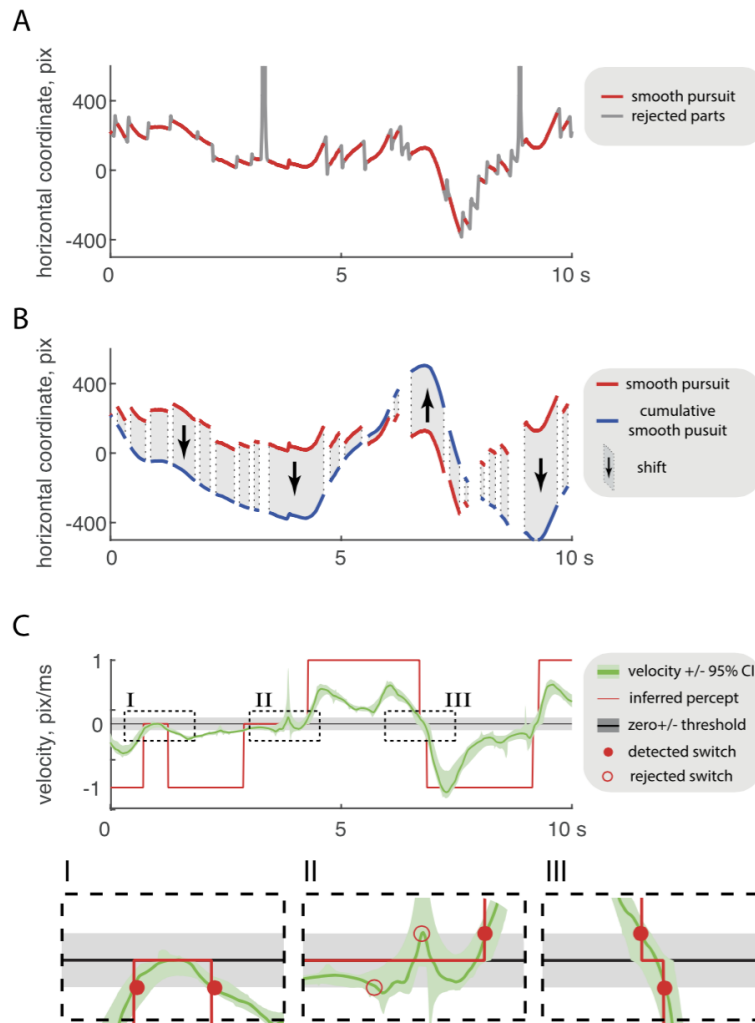 A
horizontal coordinate, pix
400
0
-400
0
5
10 s
smooth pursuit
rejected parts
B
horizontal coordinate, pix
400
0
-400
0
5
10 s
smooth pursuit
cumulative
smooth pusuit
shift
C
velocity, pix/ms
1
0
-1
I
II
III
0
5
10 s
velocity +/- 95% CI
inferred percept
zero+/- threshold
detected switch
rejected switch
I
II
III